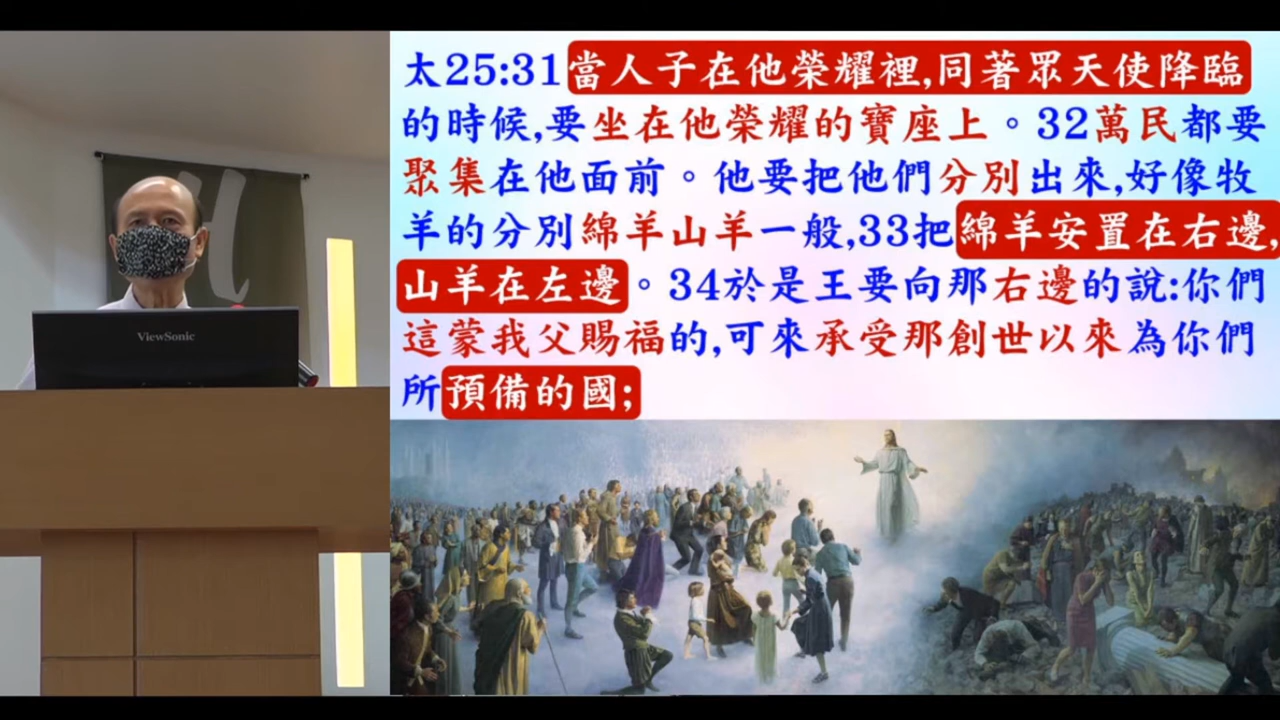 太25:31當人子在他榮耀裡,同著眾天使降臨
的時候,要坐在他榮耀的寶座上。32萬民都要
聚集在他面前。他要把他們分別出來,好像牧
羊的分別綿羊山羊一般,33把綿羊安置在右邊,
山羊在左邊。34於是王要向那右邊的說:你們
這蒙我父賜福的,可來承受那創世以來為你們
所預備的國;
ViewSonic